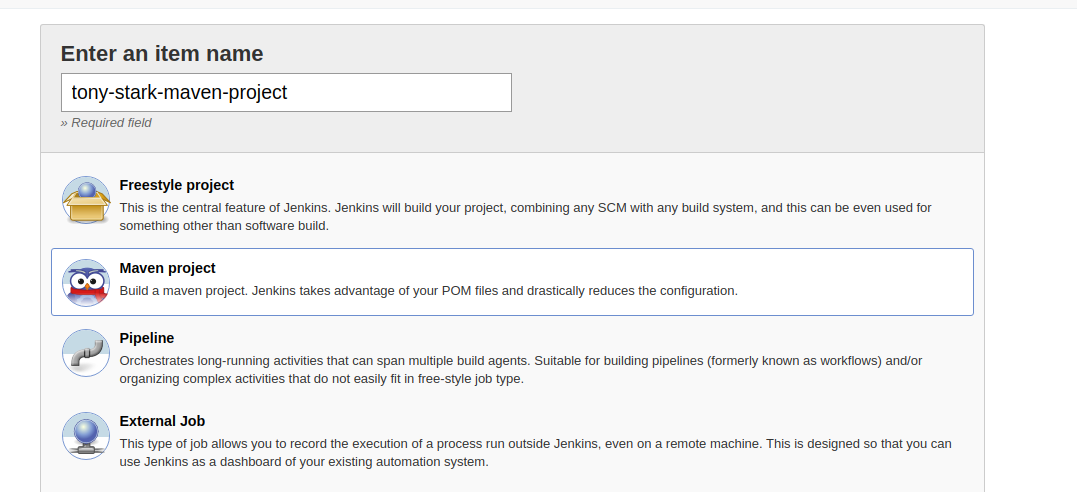 Enter an item name
tony-stark-maven-project
» Required field
Freestyle project
This is the central feature of Jenkins. Jenkins will build your project, combining any SCM with any build system, and this can be even used for
something other than software build.
Maven project
Build a maven project. Jenkins takes advantage of your POM files and drastically reduces the configuration.
Pipeline
Orchestrates long-running activities that can span multiple build agents. Suitable for building pipelines (formerly known as workflows) and/or
organizing complex activities that do not easily fit in free-style job type.
External Job
This type of job allows you to record the execution of a process run outside Jenkins, even on a remote machine. This is designed so that you can
use Jenkins as a dashboard of your existing automation system.